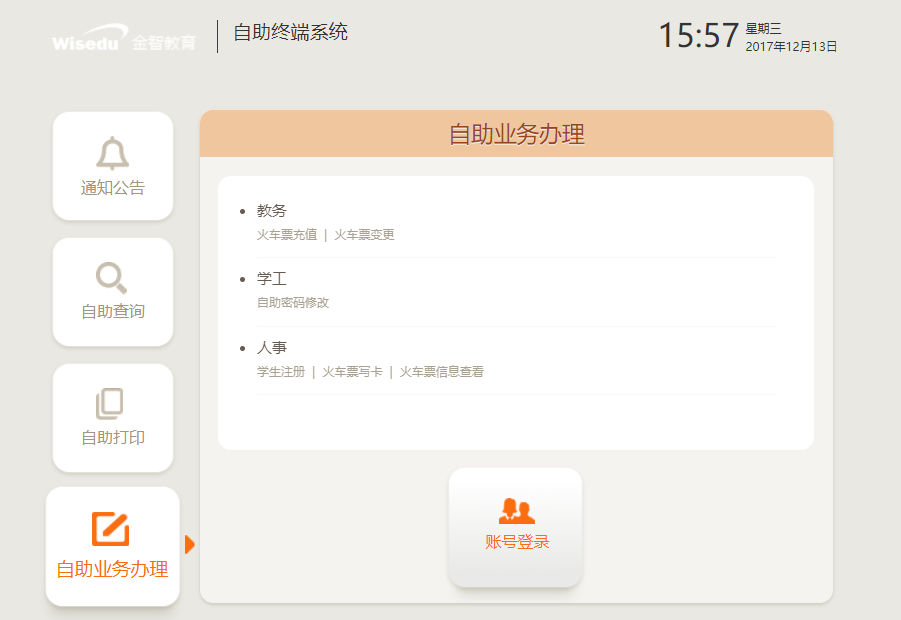 Wisedu 金智教育 自助终端系统 15:57 星期三
2017年12月13日
通知公告
自助查询
自助打印
自助业务办理
自助业务办理
教务
火车票充值 | 火车票变更
学工
自助密码修改
人事
学生注册 | 火车票写卡 | 火车票信息查看
账号登录